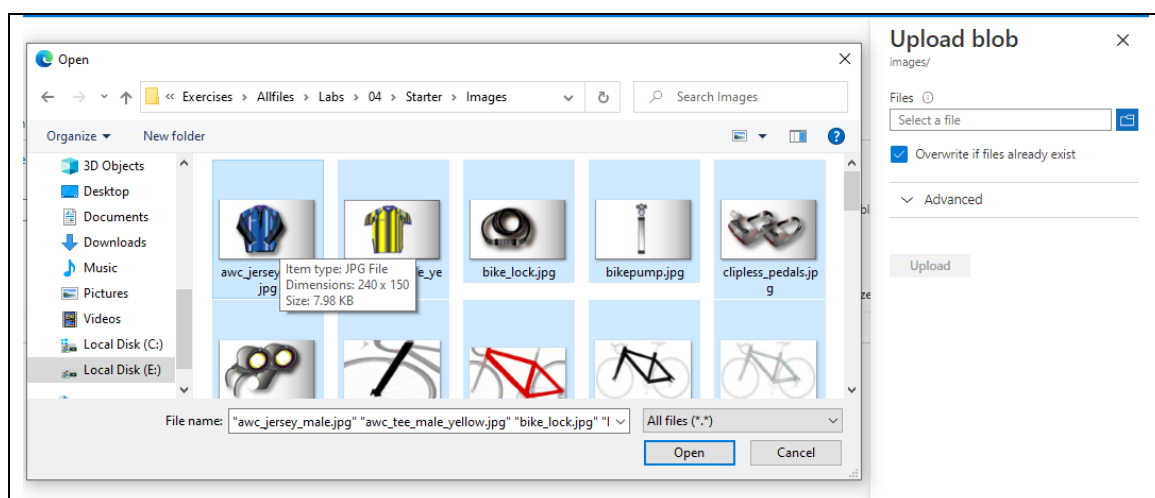 Open
« Exercises > Allfiles > Labs > 04 > Starter > Images
Search Images
Organize
New folder
3D Objects
Desktop
Documents
Downloads
Music
Pictures
Videos
Local Disk (C:)
Local Disk (E:)
awc_jersey
jpg
e_ye
bike_lock.jpg
bikepump.jpg
clipless_pedals.jp
g
Item type: JPG File
Dimensions: 240 x 150
Size: 7.98 KB
File name:
"awc_jersey_male.jpg" "awc_tee_male_yellow.jpg" "bike_lock.jpg" "l
All files (*.*)
Open
Cancel
Upload blob
images/
Files
Select a file
Overwrite if files already exist
Advanced
Upload